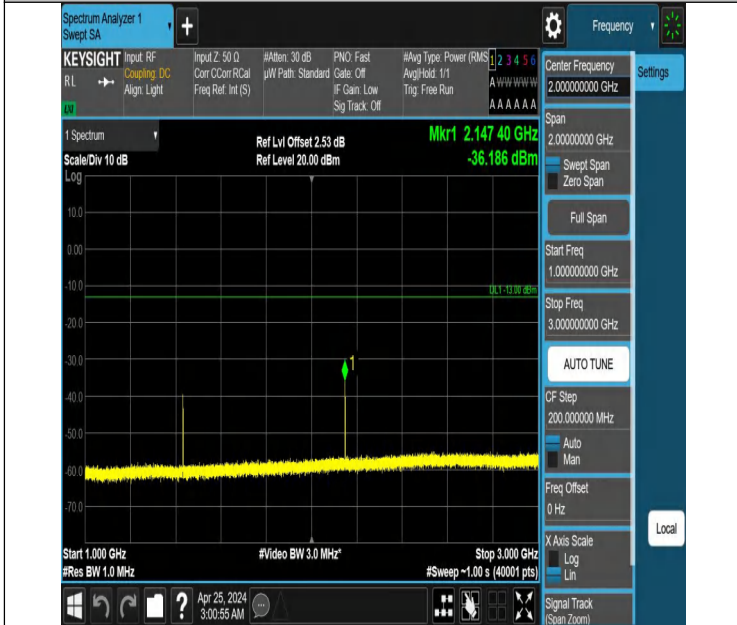 Spectrum Analyzer 1
Swept SA
+
Frequency
KEYSIGHT
RL
LXI
Input: RF
Coupling: DC
Align: Light
Input Z: 50 Ω
Corr CCorr RCal
Freq Ref: Int (S)
#Atten: 30 dB
µW Path: Standard
PNO: Fast
Gate: Off
IF Gain: Low
Sig Track: Off
#Avg Type: Power (RMS
Avg|Hold: 1/1
Trig: Free Run
1 2 3 4 5 6
A W W W W W
A A A A A A
1 Spectrum
Scale/Div 10 dB
Log
Ref Lvl Offset 2.53 dB
Ref Level 20.00 dBm
Mkr1 2.147 40 GHz
-36.186 dBm
10.0
0.00
-10.0
DL1 -13.00 dBm
-20.0
-30.0
1
-40.0
-50.0
-60.0
-70.0
Start 1.000 GHz
#Video BW 3.0 MHz*
Stop 3.000 GHz
#Res BW 1.0 MHz
#Sweep ~1.00 s (40001 pts)
?
Apr 25, 2024
3:00:55 AM
Center Frequency
2.00000000 GHz
Settings
Span
2.00000000 GHz
Swept Span
Zero Span
Full Span
Start Freq
1.000000000 GHz
Stop Freq
3.000000000 GHz
AUTO TUNE
CF Step
200.000000 MHz
Auto
Man
Freq Offset
0 Hz
X Axis Scale
Log
Lin
Local
Signal Track
(Span Zoom)